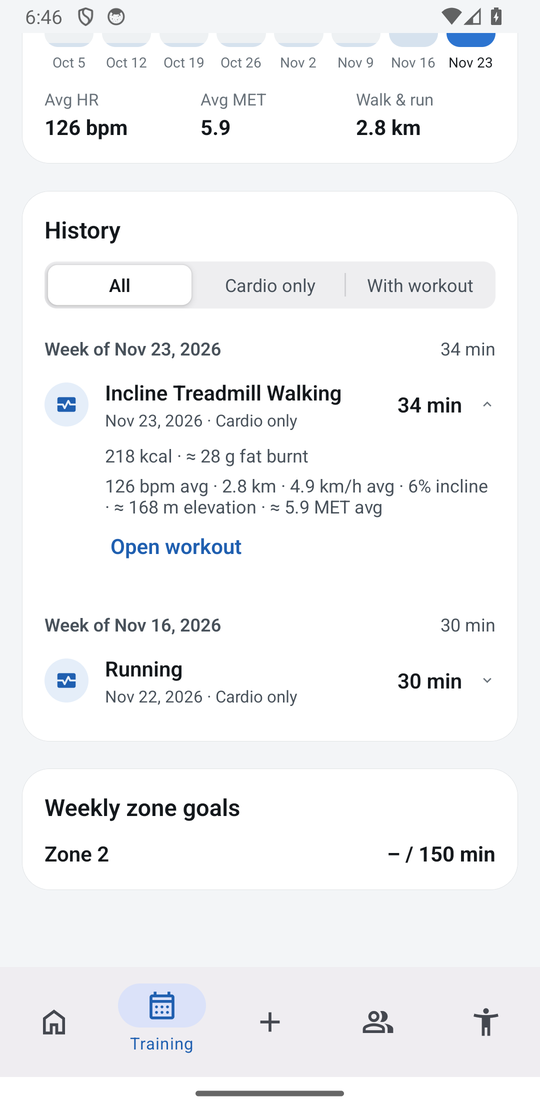 6:46
Oct 5 Oct 12 Oct 19 Oct 26 Nov 2 Nov 9 Nov 16 Nov 23
Avg HR Avg MET Walk & run
126 bpm 5.9 2.8 km
History
All Cardio only With workout
Week of Nov 23, 2026 34 min
Incline Treadmill Walking
34 min
Nov 23, 2026 · Cardio only
218 kcal · ≈ 28 g fat burnt
126 bpm avg · 2.8 km · 4.9 km/h avg · 6% incline
· ≈ 168 m elevation · ≈ 5.9 MET avg
Open workout
Week of Nov 16, 2026 30 min
Running
30 min
Nov 22, 2026 · Cardio only
Weekly zone goals
Zone 2 – / 150 min
Training